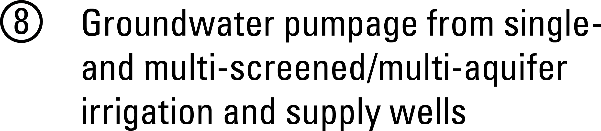 ⑧ Groundwater pumpage from single-
and multi-screened/multi-aquifer
irrigation and supply wells